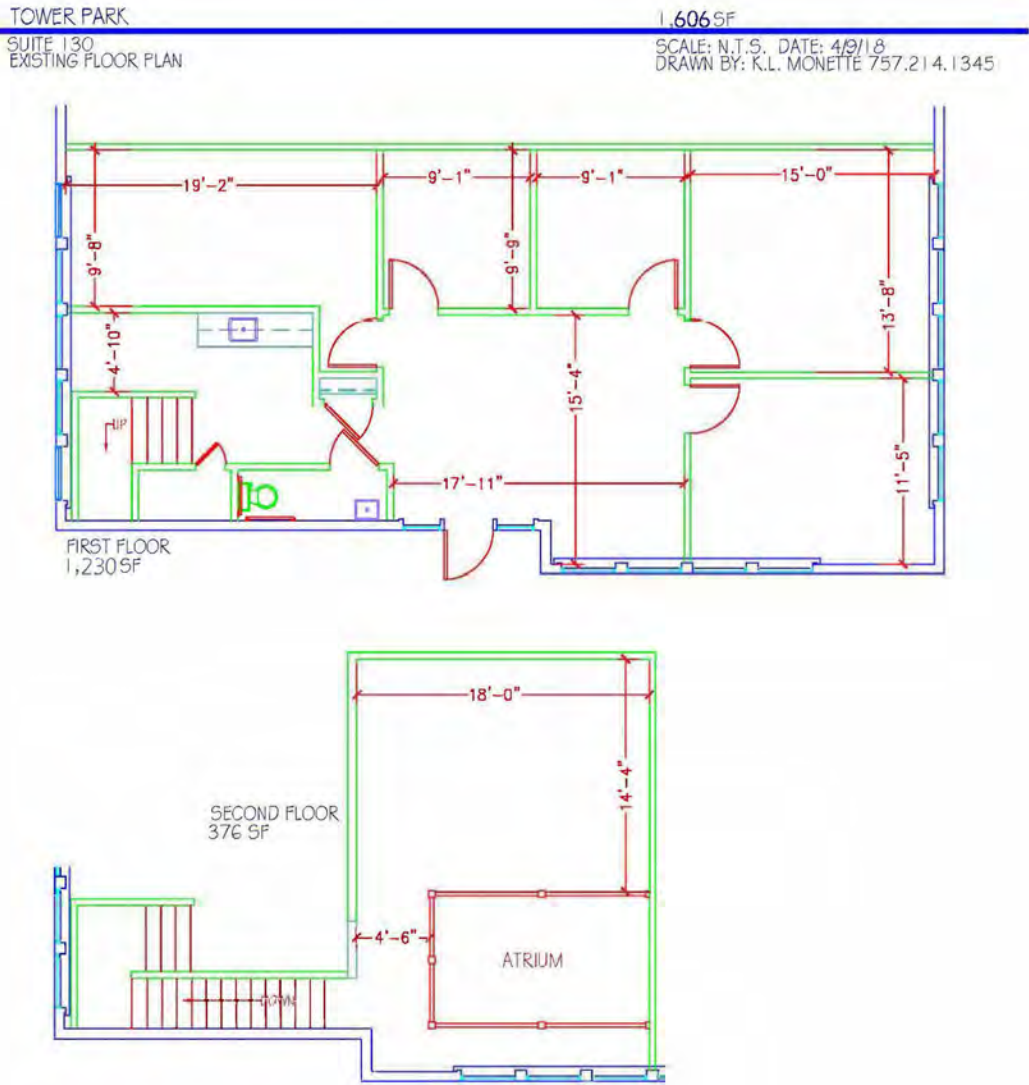 TOWER PARK
1,606 SF
SUITE 130
EXISTING FLOOR PLAN
SCALE: N.T.S. DATE: 4/9/18
DRAWN BY: K.L. MONETTE 757.214.1345
19'-2"
9'-1"
9'-1"
15'-0"
9'-8"
9'-9"
13'-8"
4'-10"
15'-4"
UP
11'-5"
17'-11"
FIRST FLOOR
1,230 SF
18'-0"
14'-4"
SECOND FLOOR
376 SF
4'-6"
ATRIUM
DOWN